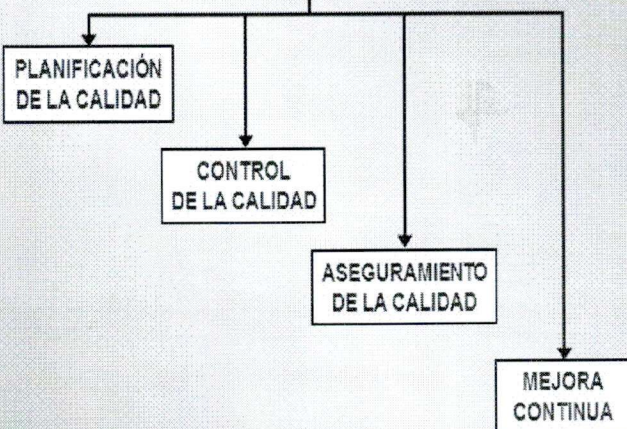 PLANIFICACIÓN
DE LA CALIDAD
CONTROL
DE LA CALIDAD
ASEGURAMIENTO
DE LA CALIDAD
MEJORA
CONTINUA